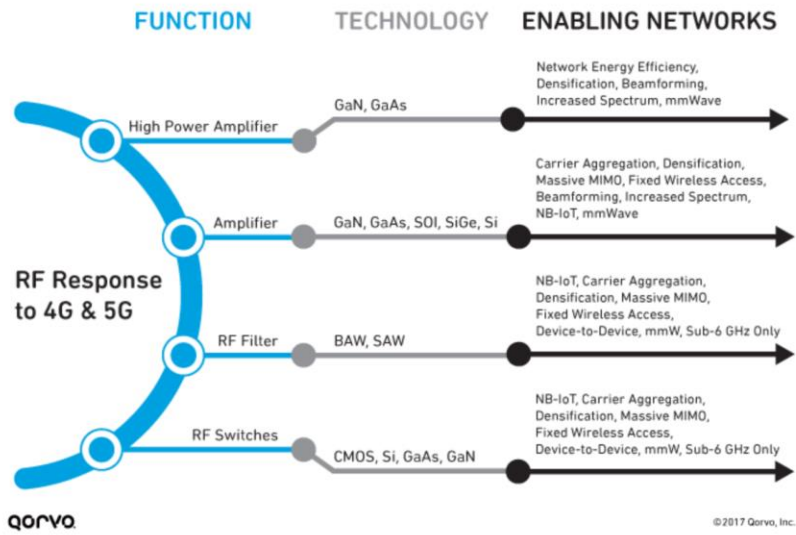 FUNCTION
TECHNOLOGY
ENABLING NETWORKS
RF Response
to 4G & 5G
High Power Amplifier
GaN, GaAs
Network Energy Efficiency,
Densification, Beamforming,
Increased Spectrum, mmWave
Amplifier
GaN, GaAs, SOI, SiGe, Si
Carrier Aggregation, Densification,
Massive MIMO, Fixed Wireless Access,
Beamforming, Increased Spectrum,
NB-IoT, mmWave
RF Filter
BAW, SAW
NB-IoT, Carrier Aggregation,
Densification, Massive MIMO,
Fixed Wireless Access,
Device-to-Device, mmW, Sub-6 GHz Only
RF Switches
CMOS, Si, GaAs, GaN
NB-IoT, Carrier Aggregation,
Densification, Massive MIMO,
Fixed Wireless Access,
Device-to-Device, mmW, Sub-6 GHz Only
QORVO
©2017 Qorvo, Inc.